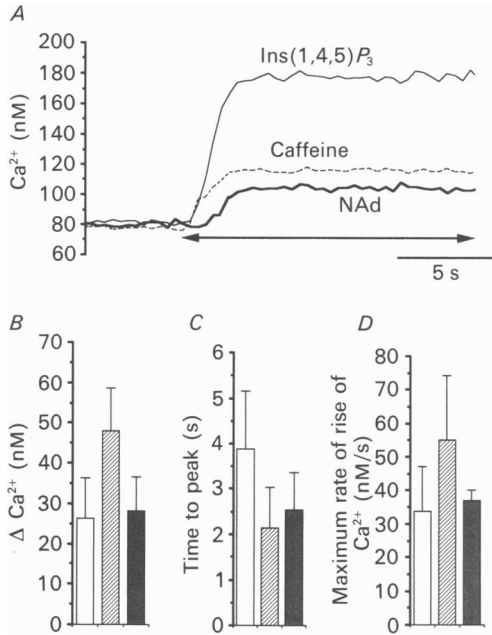 A
200
180
160
140
120
100
80
60
Ca²⁺ (nM)
Ins(1,4,5)P₃
Caffeine
NAd
5 s
B
70
60
50
40
30
20
10
0
Δ Ca²⁺ (nM)
C
6
5
4
3
2
1
0
Time to peak (s)
D
80
70
60
50
40
30
20
10
0
Maximum rate of rise of
Ca²⁺ (nM/s)